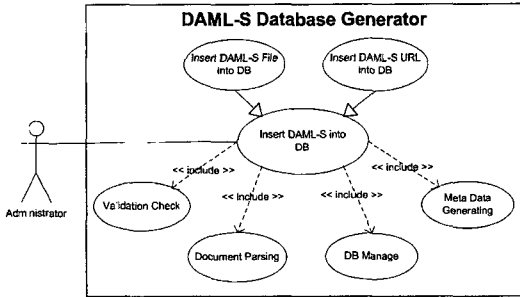 DAML-S Database Generator
Insert DAML-S File
into DB
Insert DAML-S URL
into DB
Insert DAML-S into
DB
<< include >>
<< include >>
<< include >>
<< include >>
Administrator
Validation Check
Meta Data
Generating
Document Parsing
DB Manage